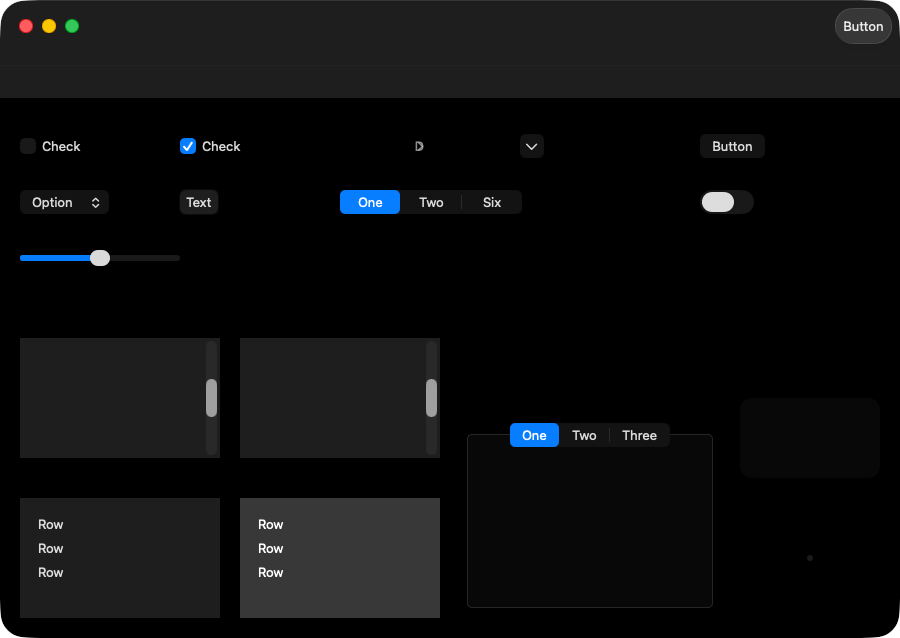 Button
Check
Check
Button
Option
Text
One
Two
Six
One
Two
Three
Row
Row
Row
Row
Row
Row